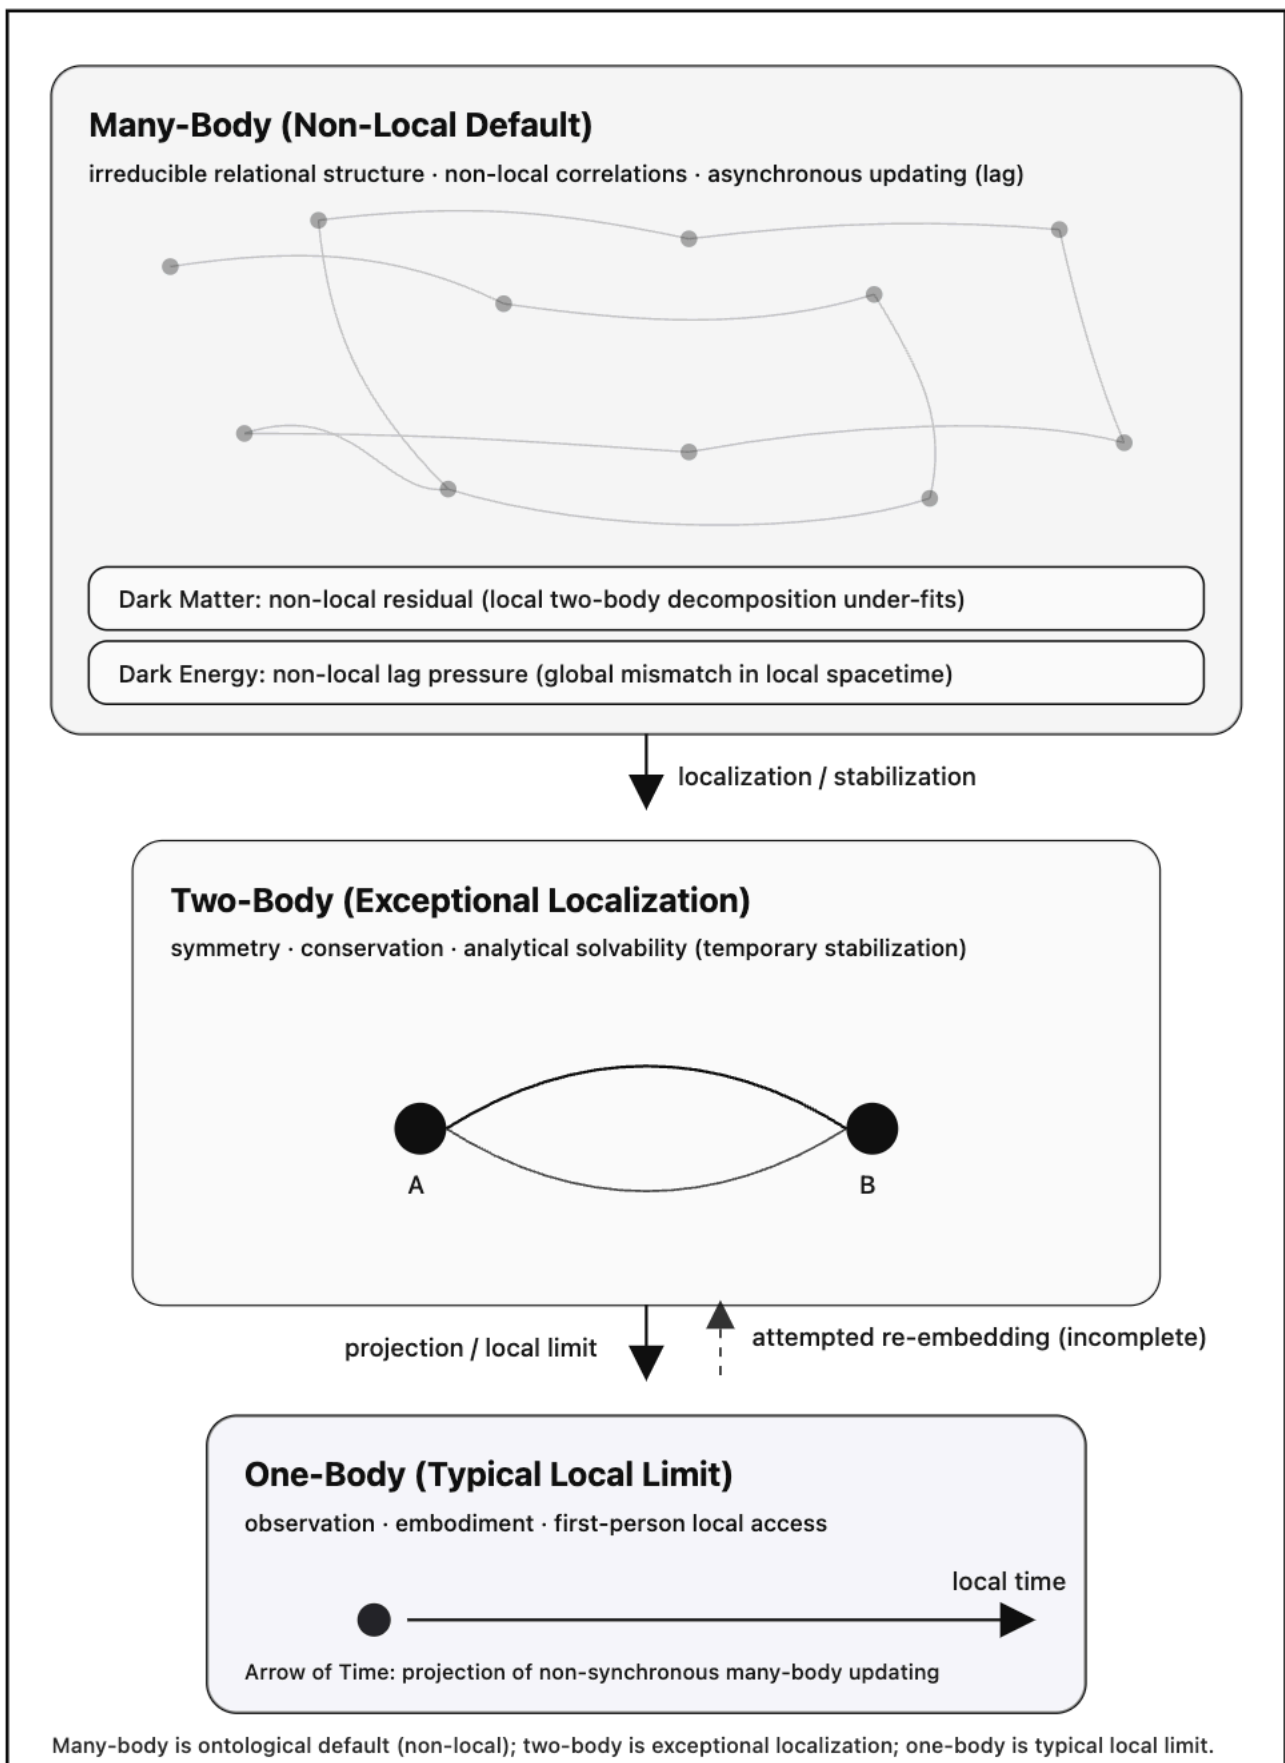 Many-Body (Non-Local Default)
irreducible relational structure · non-local correlations · asynchronous updating (lag)
Dark Matter: non-local residual (local two-body decomposition under-fits)
Dark Energy: non-local lag pressure (global mismatch in local spacetime)
localization / stabilization
Two-Body (Exceptional Localization)
symmetry · conservation · analytical solvability (temporary stabilization)
A
B
projection / local limit
attempted re-embedding (incomplete)
One-Body (Typical Local Limit)
observation · embodiment · first-person local access
local time
Arrow of Time: projection of non-synchronous many-body updating
Many-body is ontological default (non-local); two-body is exceptional localization; one-body is typical local limit.